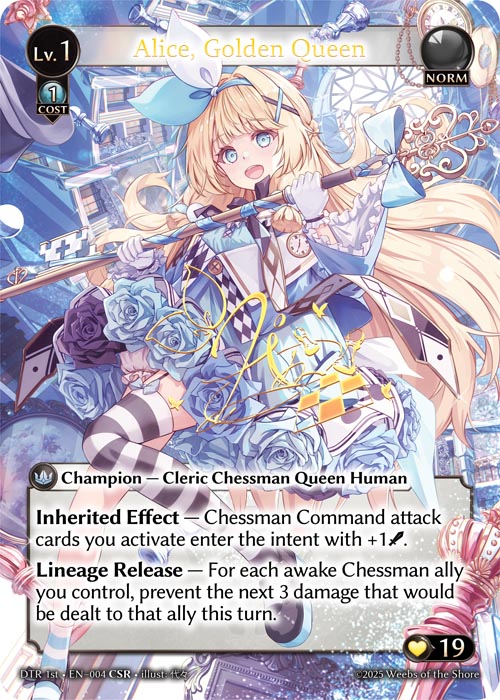 Lv. 1
Alice, Golden Queen
NORM
1
COST
Champion — Cleric Chessman Queen Human
Inherited Effect — Chessman Command attack
cards you activate enter the intent with +1.
Lineage Release — For each awake Chessman ally
you control, prevent the next 3 damage that would
be dealt to that ally this turn.
19
DTR 1st • EN-004 CSR • illust: 代々
©2025 Weebs of the Shore